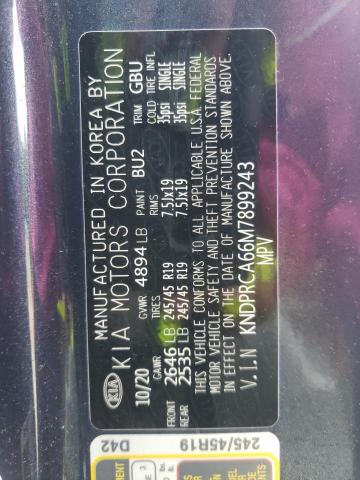 MANUFACTURED IN KOREA BY
KIA KIA MOTORS CORPORATION
10/20 GVWR 4894 LB PAINT BU2 TRIM GBU
GAWR RIMS COLD TIRE INFL
FRONT 2646 LB 245/45 R19 7.5Jx19 35psi SINGLE
REAR 2535 LB 245/45 R19 7.5Jx19 35psi SINGLE
THIS VEHICLE CONFORMS TO ALL APPLICABLE U.S.A. FEDERAL
MOTOR VEHICLE SAFETY AND THEFT PREVENTION STANDARDS
IN EFFECT ON THE DATE OF MANUFACTURE SHOWN ABOVE.
V.I.N KNDPRCA66M7899243
MPV
D42
245/45R19